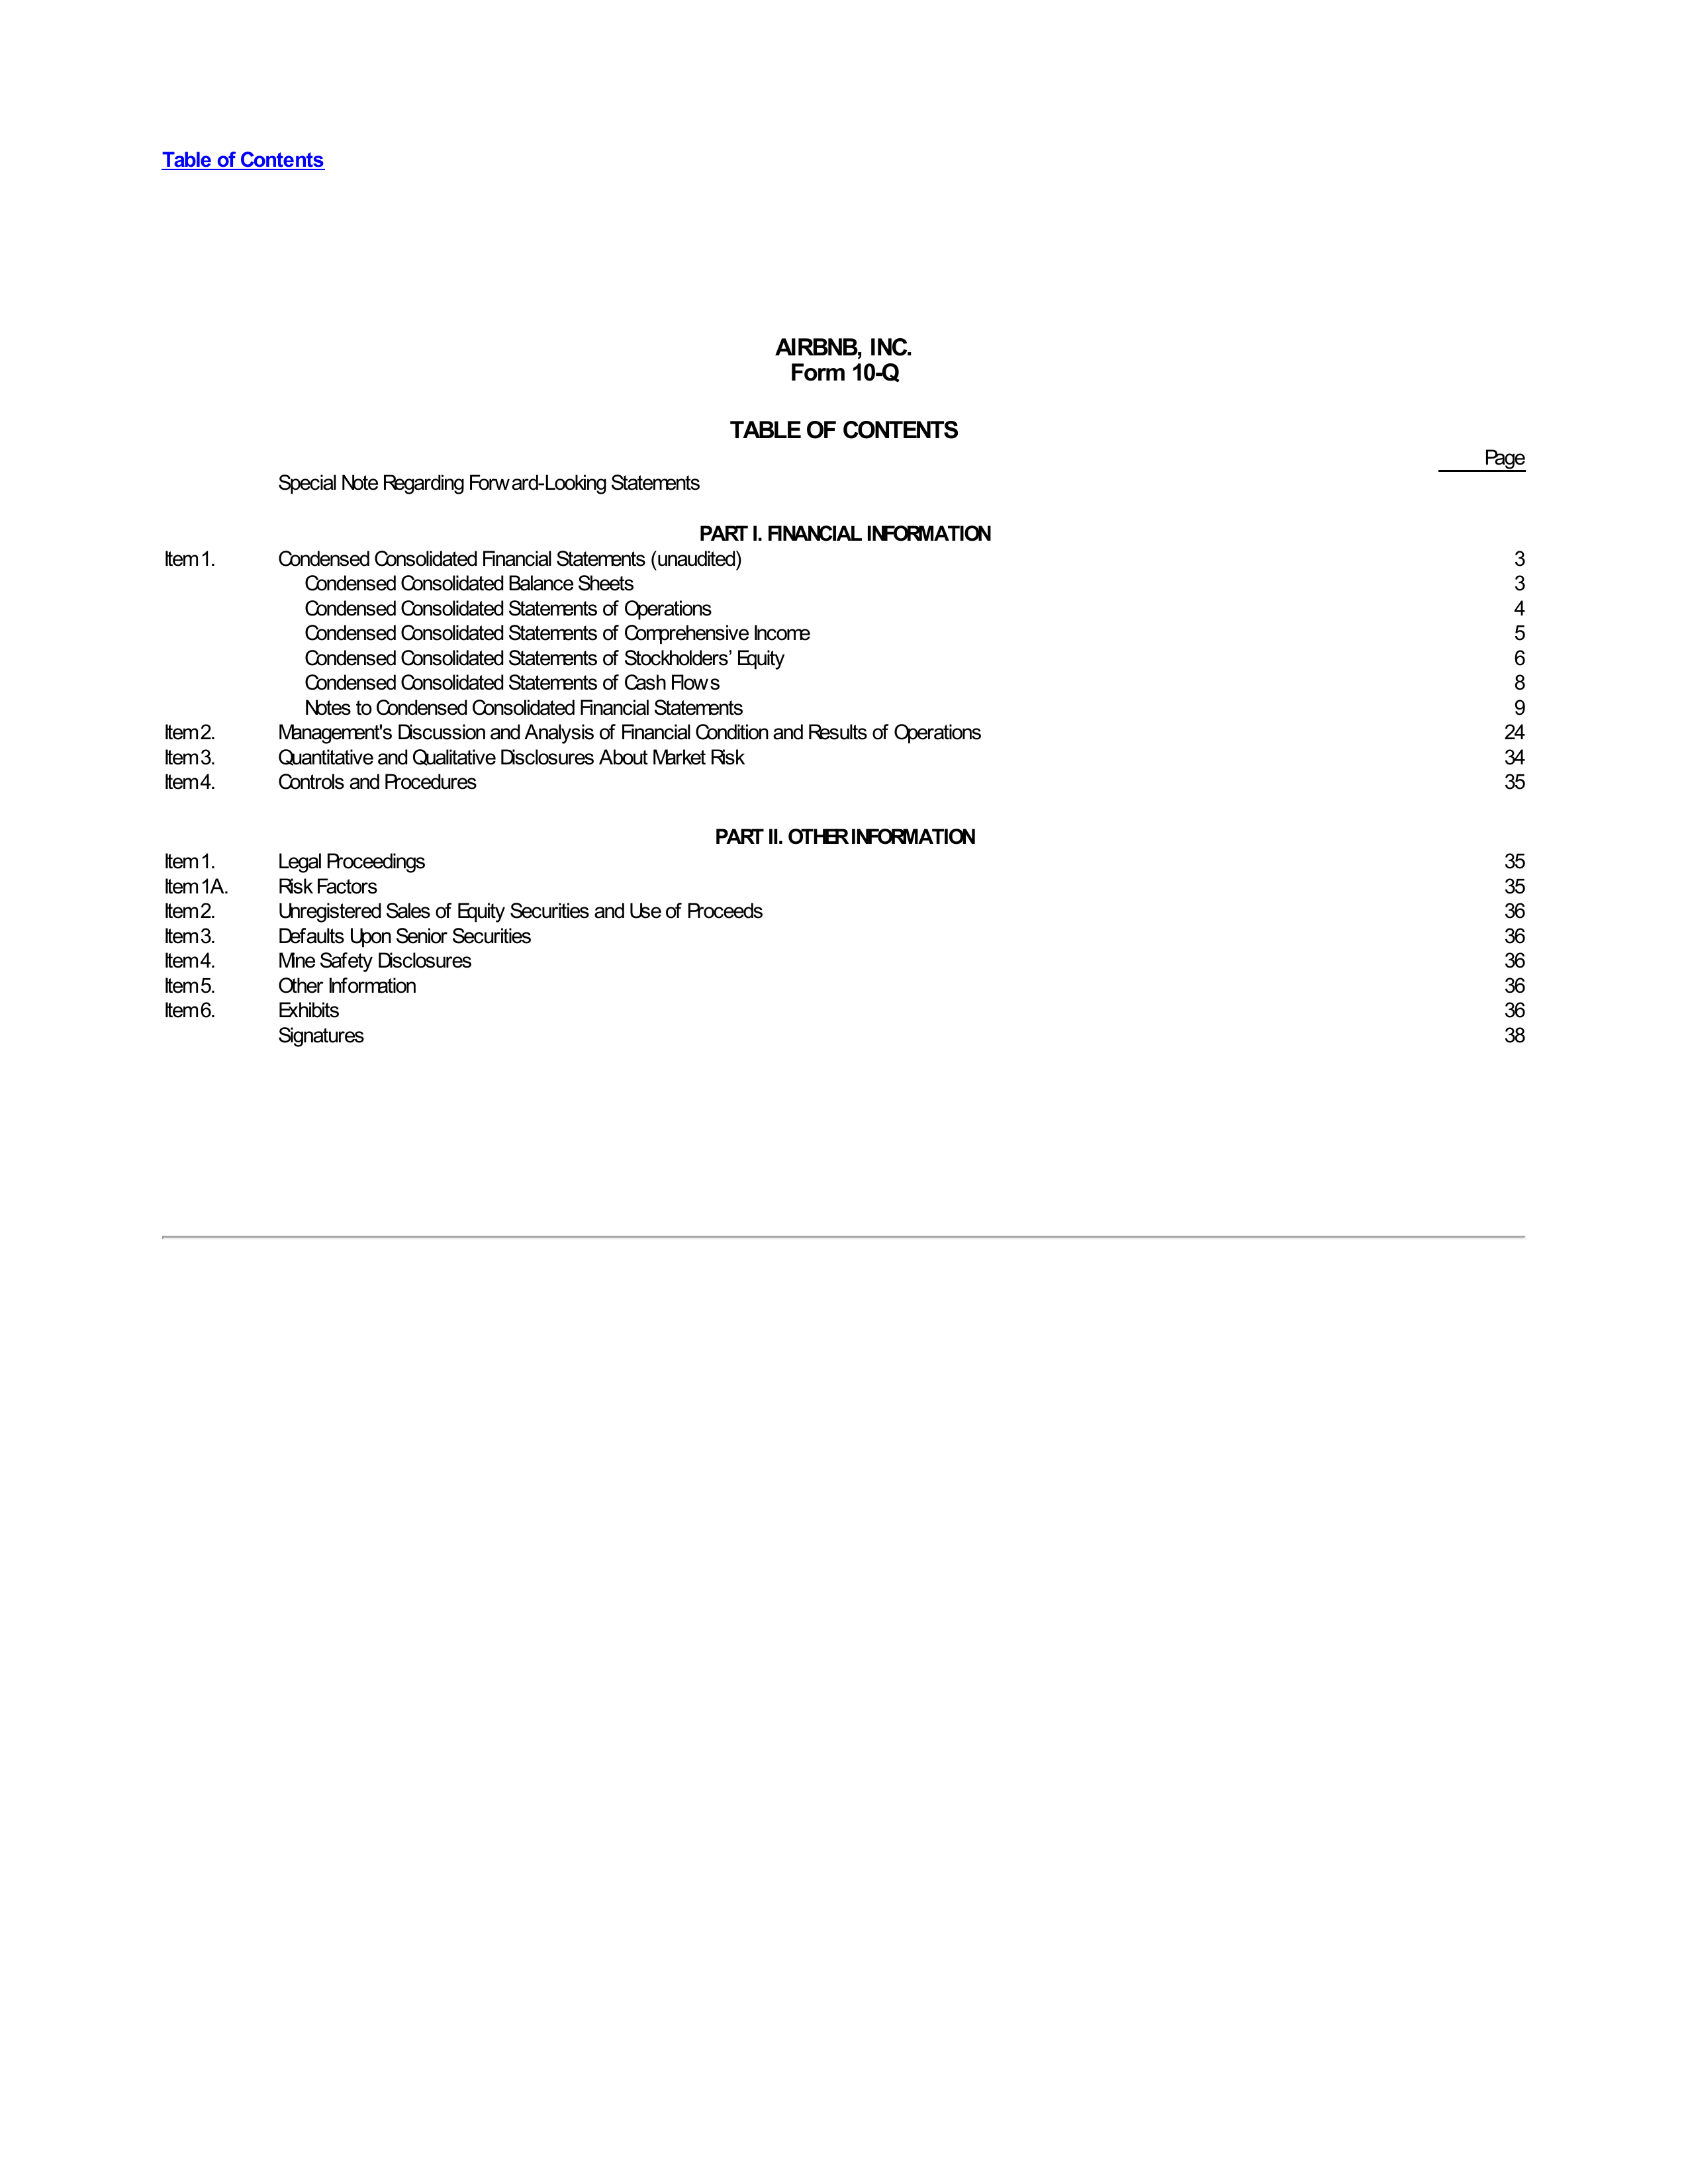 Table of Contents
AIRBNB, INC.
Form 10-Q
TABLE OF CONTENTS
Page
Special Note Regarding Forward-Looking Statements
PART I. FINANCIAL INFORMATION
Item 1. Condensed Consolidated Financial Statements (unaudited) 3
Condensed Consolidated Balance Sheets 3
Condensed Consolidated Statements of Operations 4
Condensed Consolidated Statements of Comprehensive Income 5
Condensed Consolidated Statements of Stockholders’ Equity 6
Condensed Consolidated Statements of Cash Flows 8
Notes to Condensed Consolidated Financial Statements 9
Item 2. Management's Discussion and Analysis of Financial Condition and Results of Operations 24
Item 3. Quantitative and Qualitative Disclosures About Market Risk 34
Item 4. Controls and Procedures 35
PART II. OTHER INFORMATION
Item 1. Legal Proceedings 35
Item 1A. Risk Factors 35
Item 2. Unregistered Sales of Equity Securities and Use of Proceeds 36
Item 3. Defaults Upon Senior Securities 36
Item 4. Mine Safety Disclosures 36
Item 5. Other Information 36
Item 6. Exhibits 36
Signatures 38